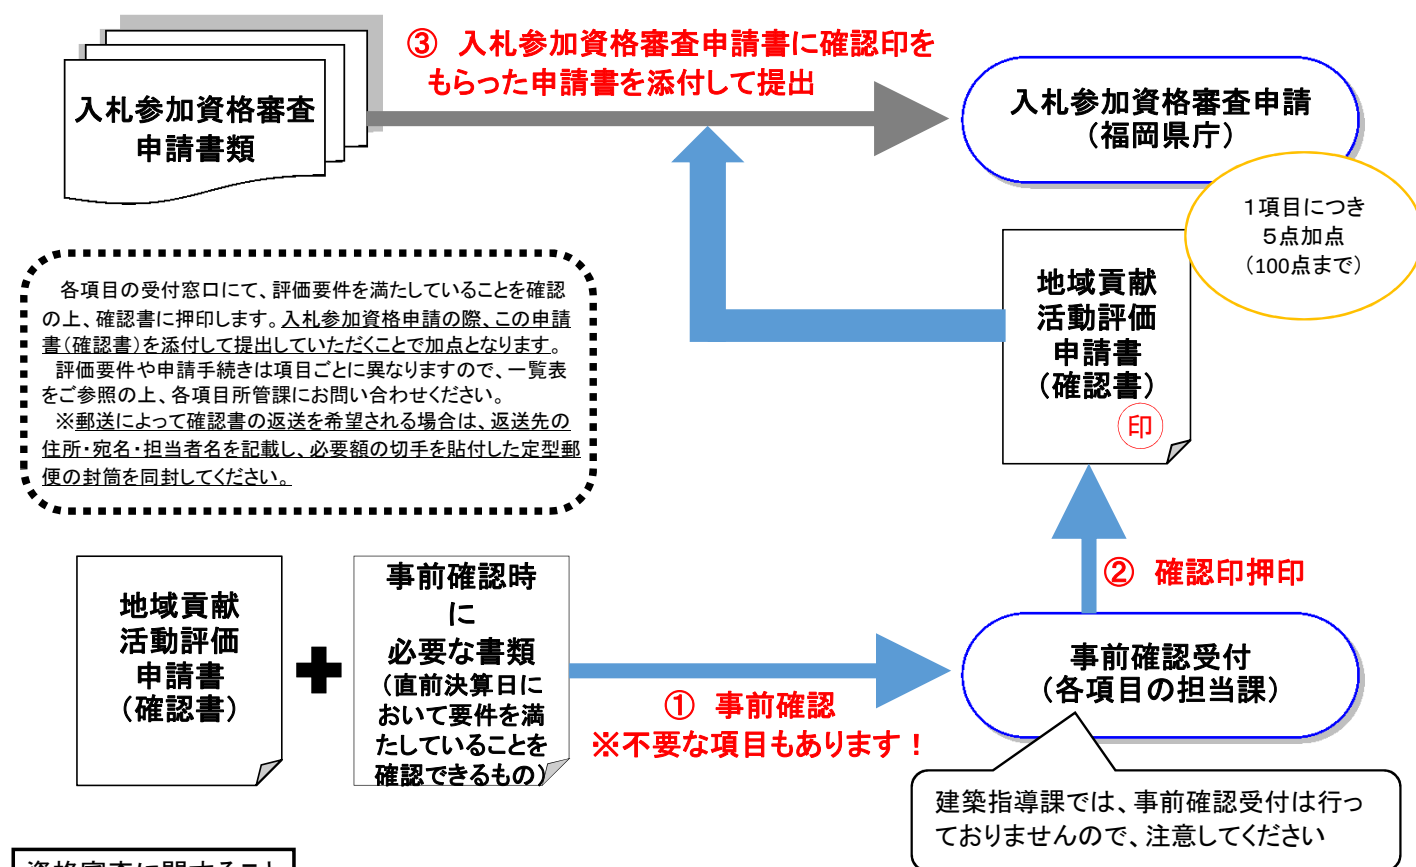 ③ 入札参加資格審査申請書に確認印を
もらった申請書を添付して提出
入札参加資格審査
申請書類
入札参加資格審査申請
(福岡県庁)
1項目につき
5点加点
(100点まで)
各項目の受付窓口にて、評価要件を満たしていることを確認
の上、確認書に押印します。入札参加資格申請の際、この申請
書(確認書)を添付して提出していただくことで加点となります。
評価要件や申請手続きは項目ごとに異なりますので、一覧表
をご参照の上、各項目所管課にお問い合わせください。
※郵送によって確認書の返送を希望される場合は、返送先の
住所・宛名・担当者名を記載し、必要額の切手を貼付した定型郵
便の封筒を同封してください。
地域貢献
活動評価
申請書
(確認書)
印
② 確認印押印
地域貢献
活動評価
申請書
(確認書)
事前確認時
に
必要な書類
(直前決算日に
おいて要件を満
たしていることを
確認できるもの)
① 事前確認
※不要な項目もあります!
事前確認受付
(各項目の担当課)
建築指導課では、事前確認受付は行っ
ておりませんので、注意してください
資格審査に関すること